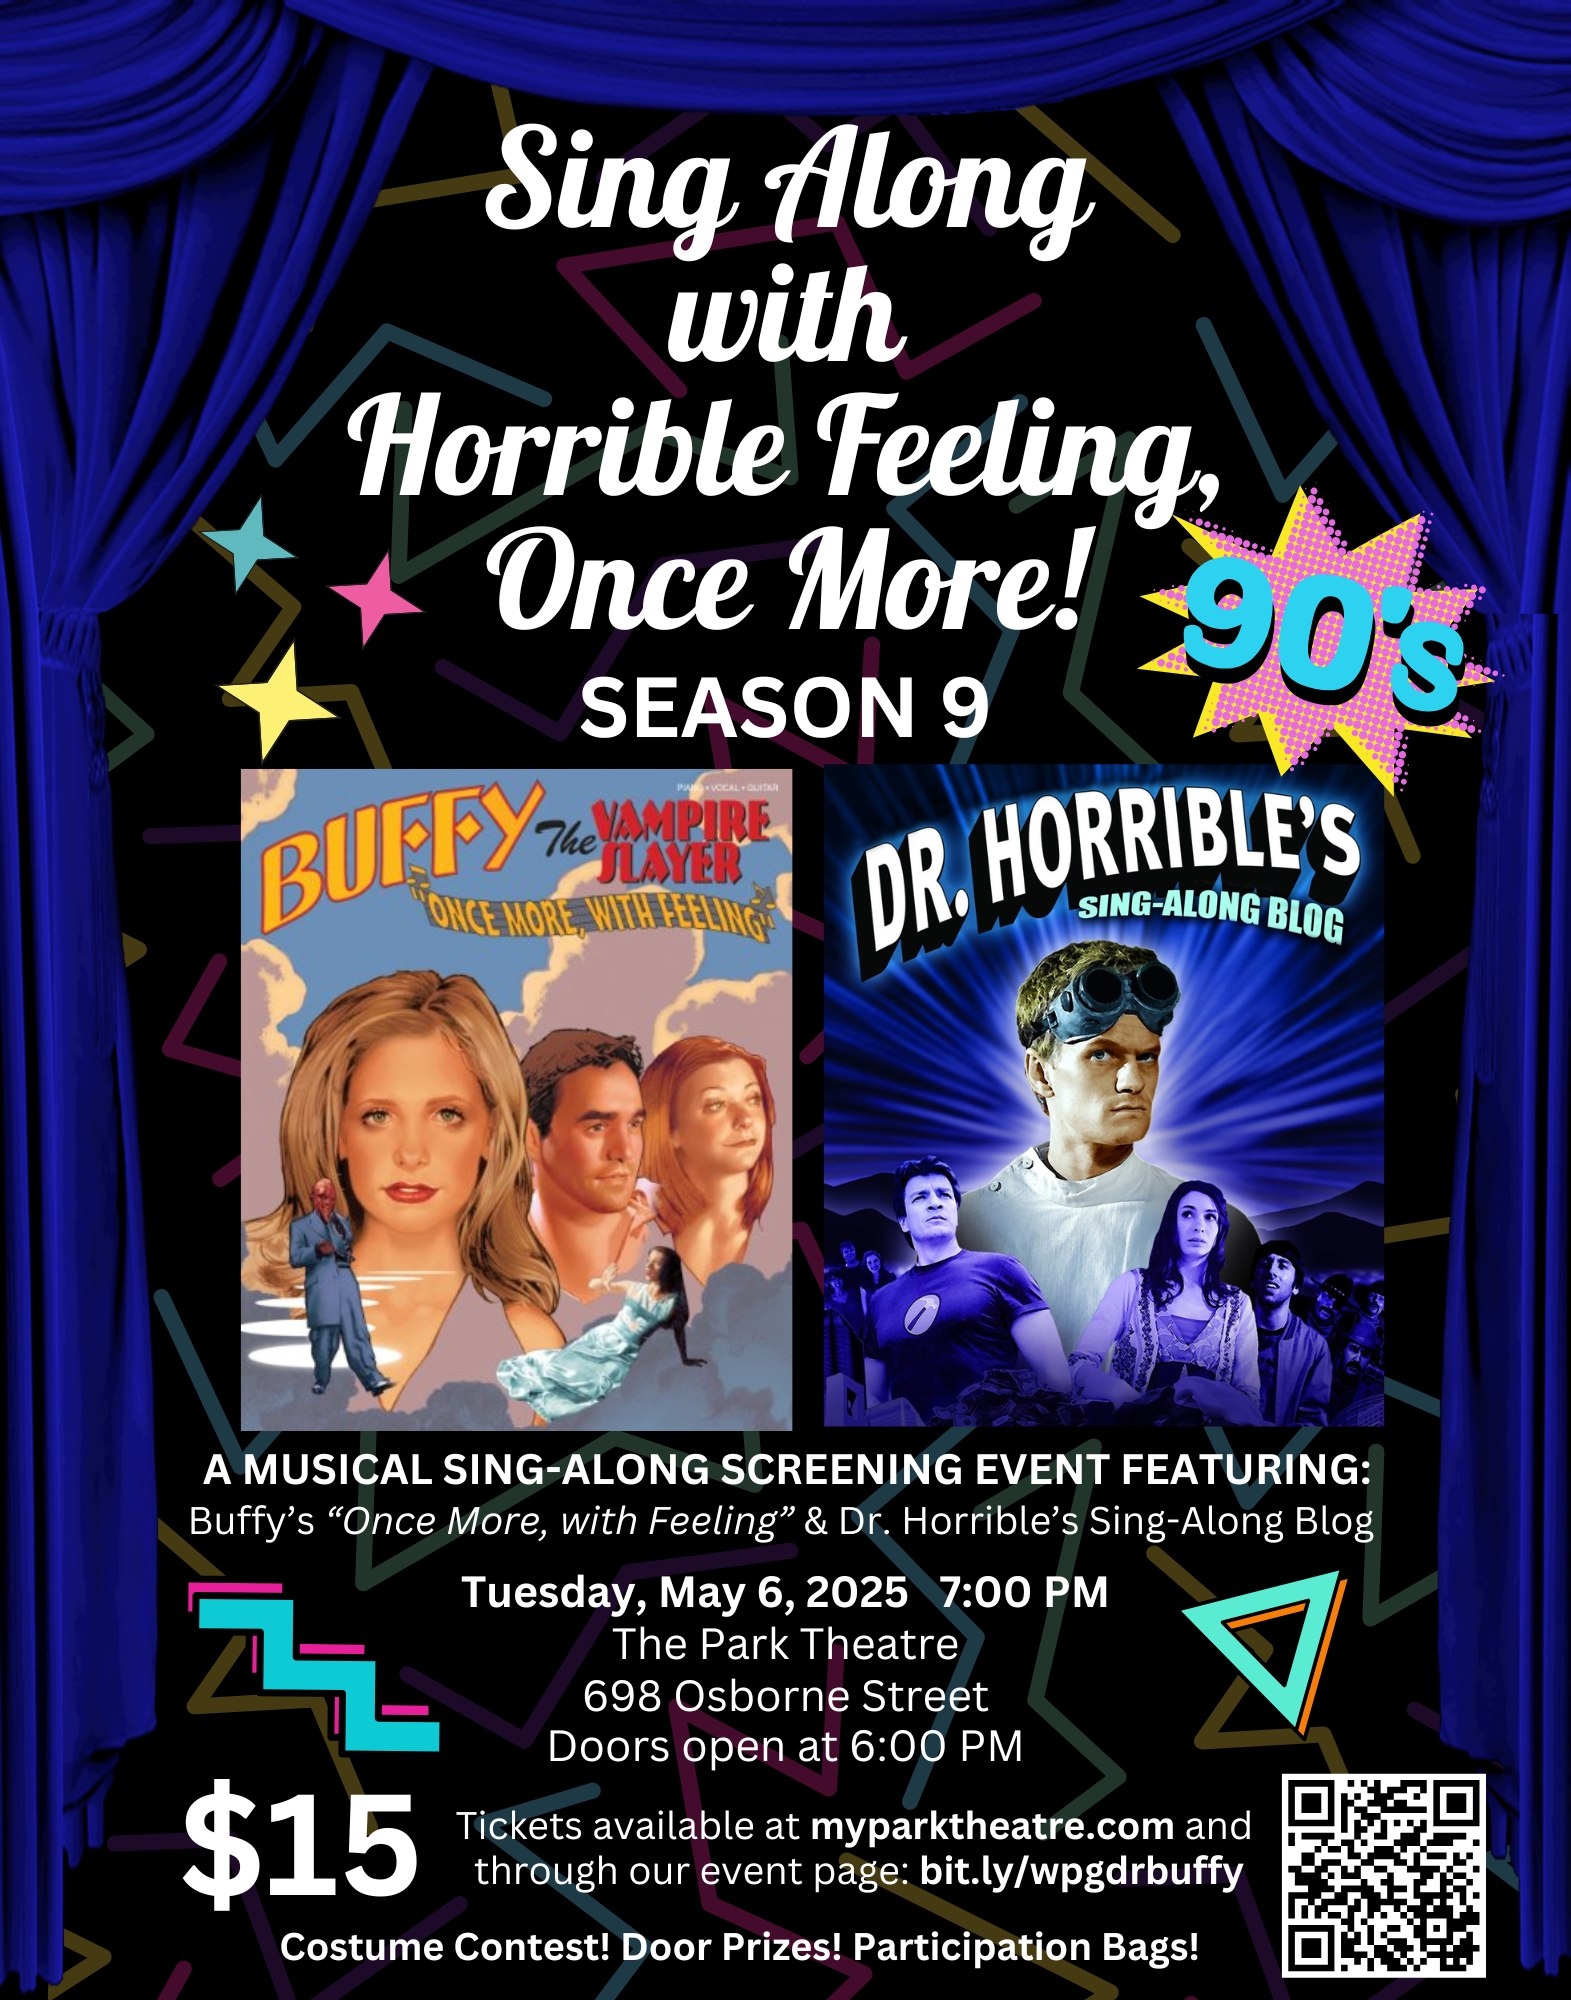 Sing Along
with
Horrible Feeling,
Once More!
90's
SEASON 9
PIANO • VOCAL • GUITAR
BUFFY The VAMPIRE
SLAYER
"ONCE MORE, WITH FEELING"
DR. HORRIBLE'S
SING-ALONG BLOG
A MUSICAL SING-ALONG SCREENING EVENT FEATURING:
Buffy's “Once More, with Feeling” & Dr. Horrible's Sing-Along Blog
Tuesday, May 6, 2025 7:00 PM
The Park Theatre
698 Osborne Street
Doors open at 6:00 PM
$15
Tickets available at myparktheatre.com and
through our event page: bit.ly/wpgdrbuffy
Costume Contest! Door Prizes! Participation Bags!